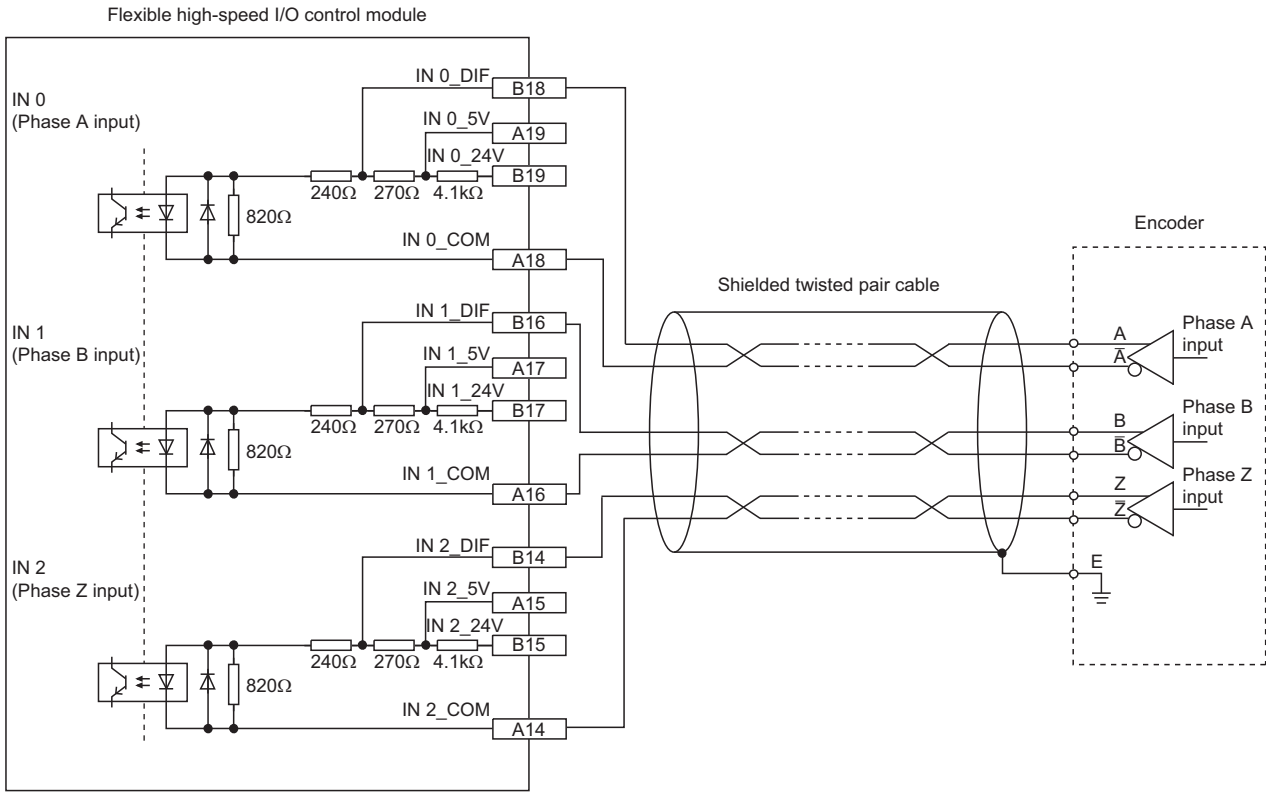 Flexible high-speed I/O control module
IN 0
(Phase A input)
IN 0_DIF
B18
IN 0_5V
A19
IN 0_24V
B19
240Ω
270Ω
4.1kΩ
820Ω
IN 0_COM
A18
IN 1
(Phase B input)
IN 1_DIF
B16
IN 1_5V
A17
IN 1_24V
B17
240Ω
270Ω
4.1kΩ
820Ω
IN 1_COM
A16
IN 2
(Phase Z input)
IN 2_DIF
B14
IN 2_5V
A15
IN 2_24V
B15
240Ω
270Ω
4.1kΩ
820Ω
IN 2_COM
A14
Shielded twisted pair cable
Encoder
A
A̅
Phase A
input
B
B̅
Phase B
input
Z
Z̅
Phase Z
input
E